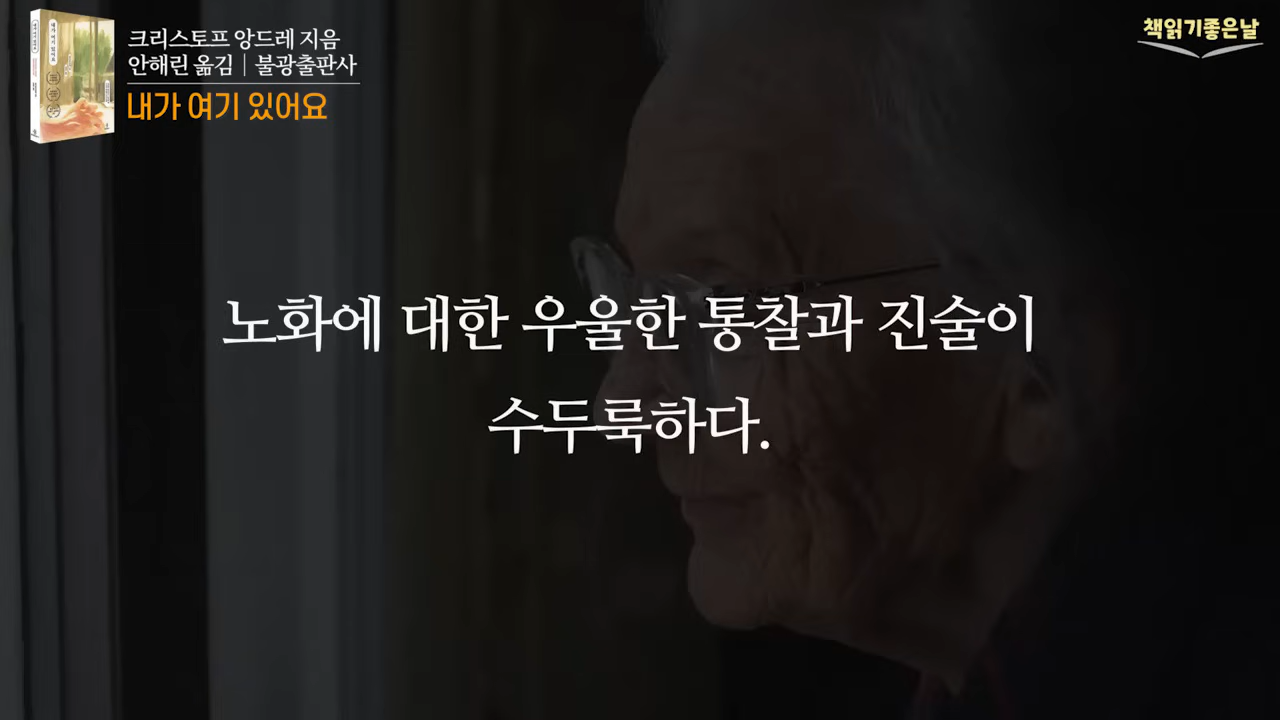 크리스토프 앙드레 지음
안해린 옮김│불광출판사
내가 여기 있어요
책읽기좋은날
노화에 대한 우울한 통찰과 진술이
수두룩하다.